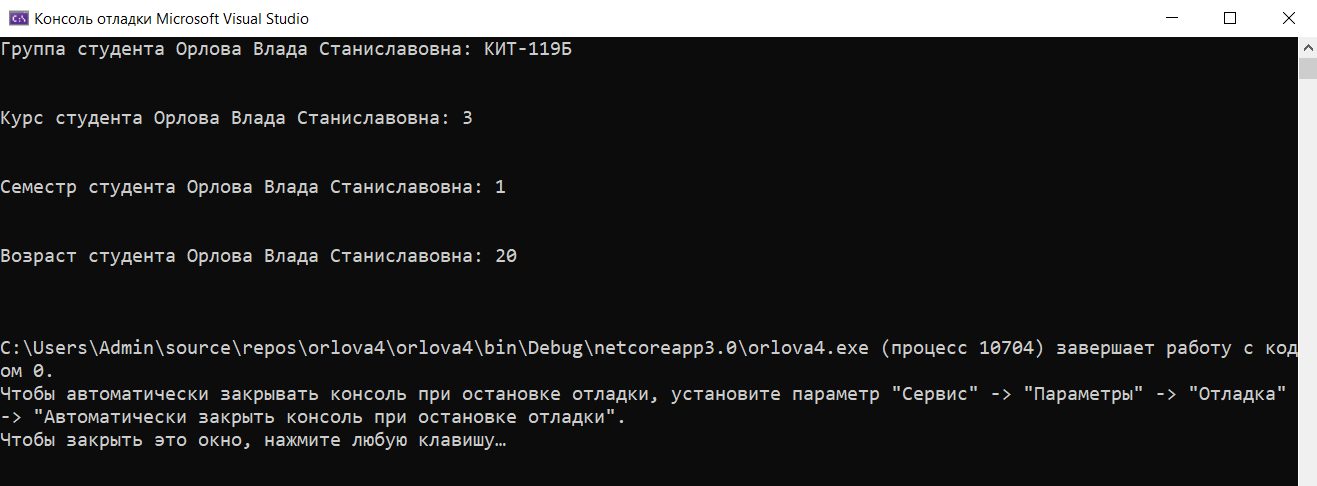 Консоль отладки Microsoft Visual Studio
Группа студента Орлова Влада Станиславовна: КИТ-119Б
Курс студента Орлова Влада Станиславовна: 3
Семестр студента Орлова Влада Станиславовна: 1
Возраст студента Орлова Влада Станиславовна: 20
C:\Users\Admin\source\repos\orlova4\orlova4\bin\Debug\netcoreapp3.0\orlova4.exe (процесс 10704) завершает работу с код
ом 0.
Чтобы автоматически закрывать консоль при остановке отладки, установите параметр "Сервис" -> "Параметры" -> "Отладка"
-> "Автоматически закрыть консоль при остановке отладки".
Чтобы закрыть это окно, нажмите любую клавишу…